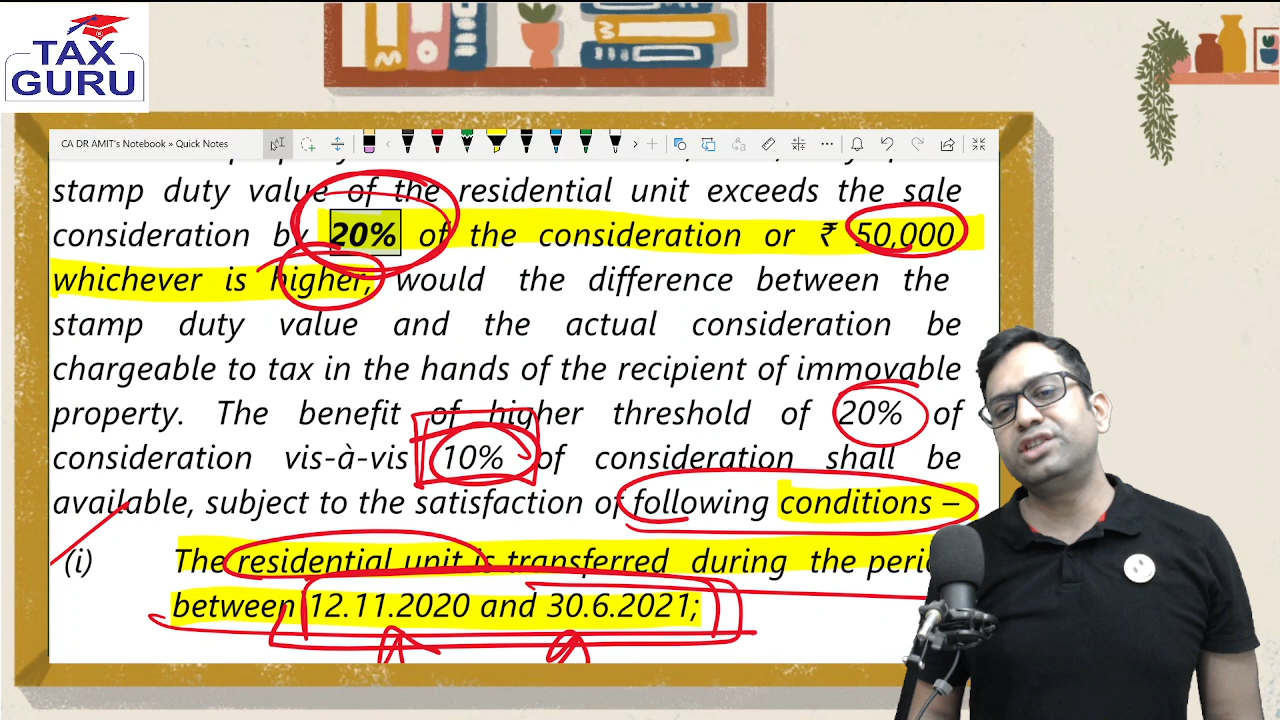 TAX
GURU
M
CA DR AMIT's Notebook » Quick Notes
stamp duty value of the residential unit exceeds the sale
consideration by 20% of the consideration or ₹ 50,000
whichever is higher, would the difference between the
stamp duty value and the actual consideration be
chargeable to tax in the hands of the recipient of immovable
property. The benefit of higher threshold of 20% of
consideration vis-à-vis 10% of consideration shall be
available, subject to the satisfaction of following conditions –
(i) The residential unit is transferred during the
between 12.11.2020 and 30.6.2021;